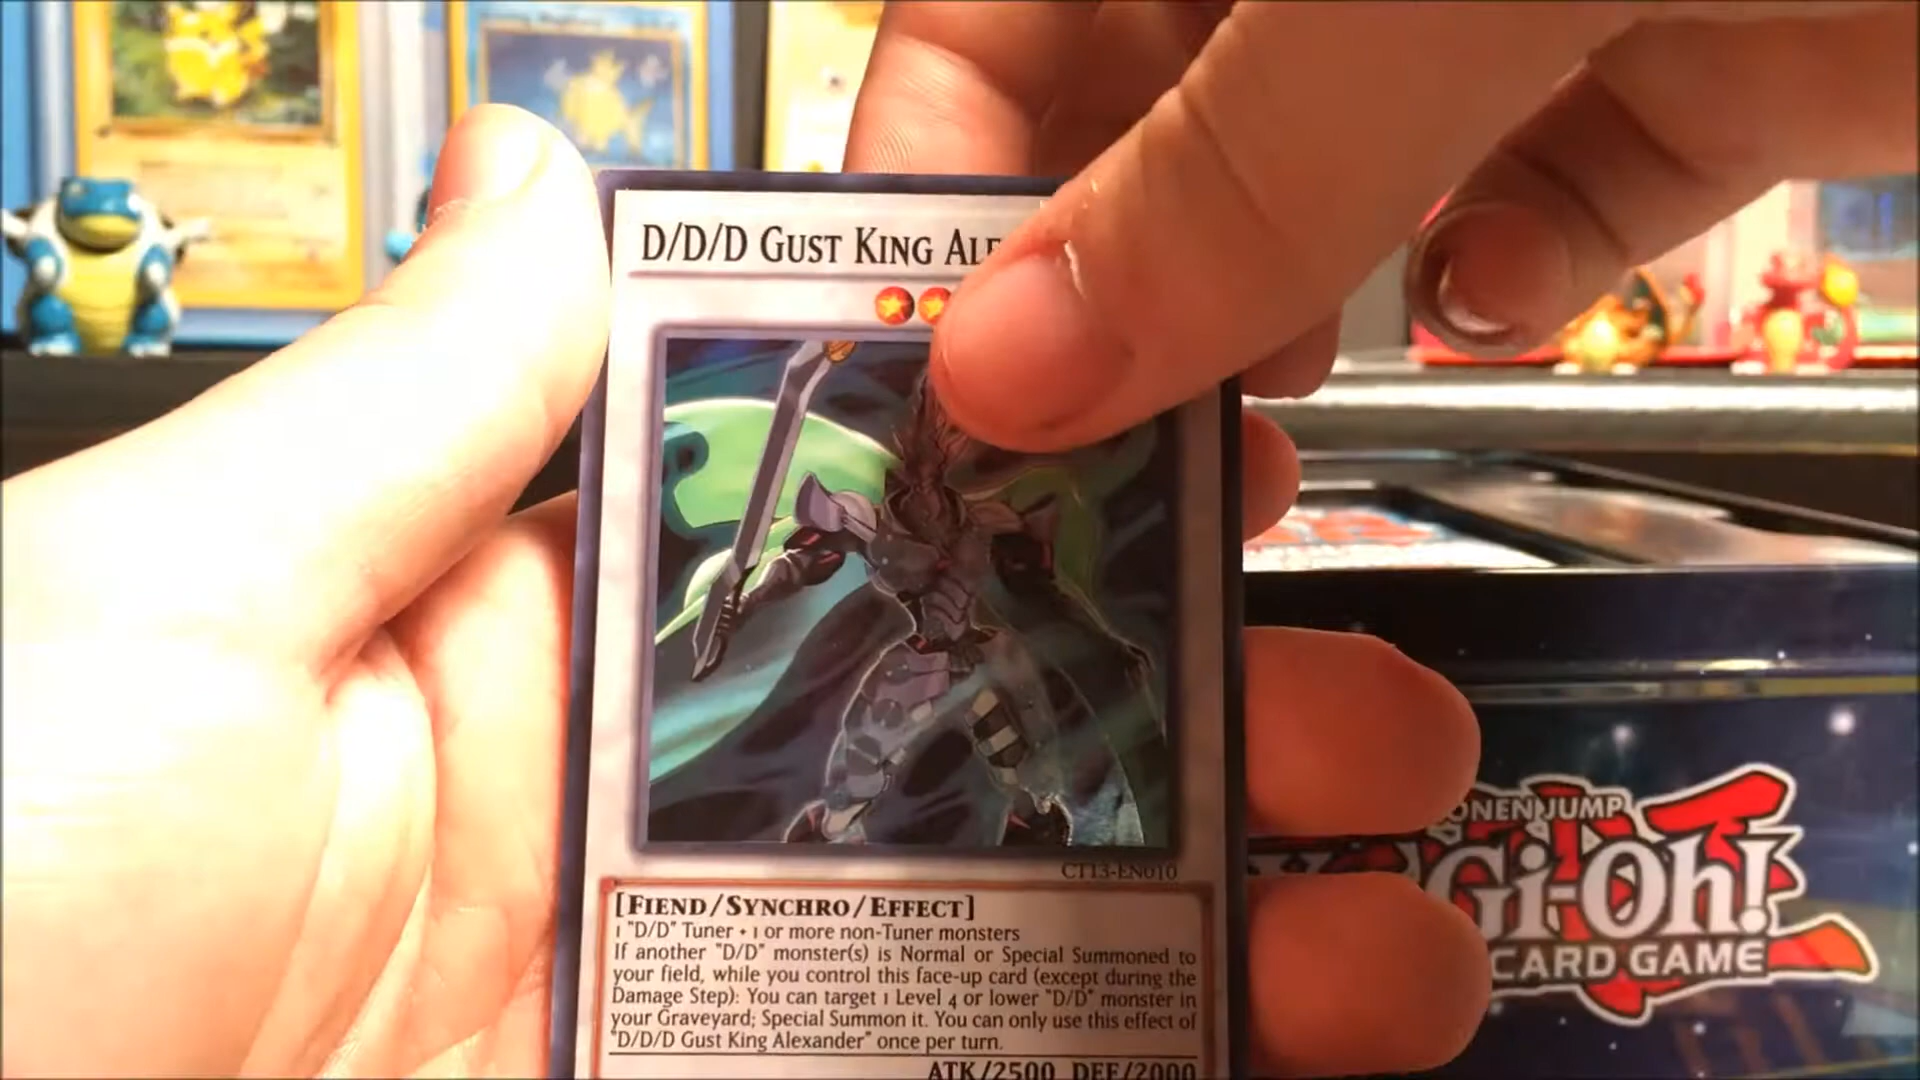 D/D/D GUST KING ALE
CT13-EN010
[FIEND/SYNCHRO/EFFECT]
1 "D/D" Tuner + 1 or more non-Tuner monsters
If another "D/D" monster(s) is Normal or Special Summoned to
your field, while you control this face-up card (except during the
Damage Step): You can target 1 Level 4 or lower "D/D" monster in
your Graveyard; Special Summon it. You can only use this effect of
"D/D/D Gust King Alexander" once per turn.
ATK/2500 DEF/2000
ONEN JUMP
Gi-Oh!
CARD GAME